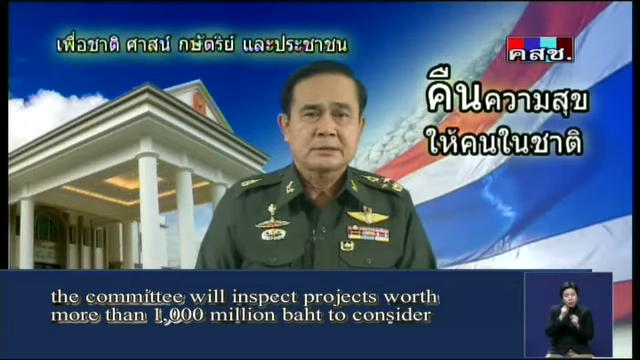 เพื่อชาติ ศาสน์ กษัตริย์ และประชาชน
คสช.
คืนความสุข
ให้คนในชาติ
the committee will inspect projects worth
more than 1,000 million baht to consider